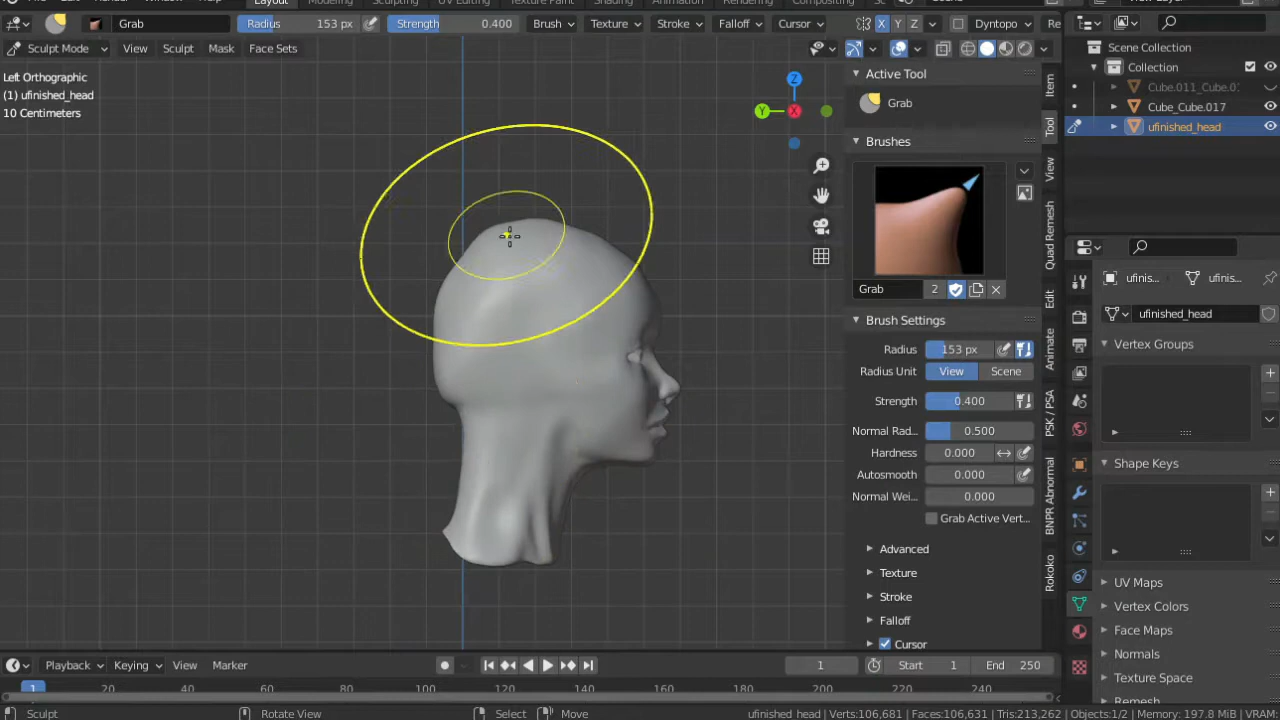 Layout Modeling Sculpting UV Editing Texture Paint Shading Animation Rendering Compositing
Grab Radius 153 px Strength 0.400 Brush Texture Stroke Falloff Cursor X Y Z Dyntopo Re
Sculpt Mode View Sculpt Mask Face Sets
Left Orthographic
(1) ufinished_head
10 Centimeters
Z
Y X
Active Tool
Grab
Brushes
Grab 2
Brush Settings
Radius 153 px
Radius Unit View Scene
Strength 0.400
Normal Rad... 0.500
Hardness 0.000
Autosmooth 0.000
Normal Wei... 0.000
Grab Active Vert...
Advanced
Texture
Stroke
Falloff
Cursor
Item
Tool
View
Quad Remesh
Edit
Animate
PSK / PSA
BNPR Abnormal
Rokoko
Scene Collection
Collection
Cube.011_Cube.0
Cube_Cube.017
ufinished_head
ufinis... ufinis...
ufinished_head
Vertex Groups
Shape Keys
UV Maps
Vertex Colors
Face Maps
Normals
Texture Space
Remesh
Playback Keying View Marker 1 Start 1 End 250
1 20 40 60 80 100 120 140 160 180 200 220 240
Sculpt Rotate View Select Move ufinished_head | Verts:106,681 | Faces:106,631 | Tris:213,262 | Objects:1/2 | Memory: 197.8 MiB | VRAM: